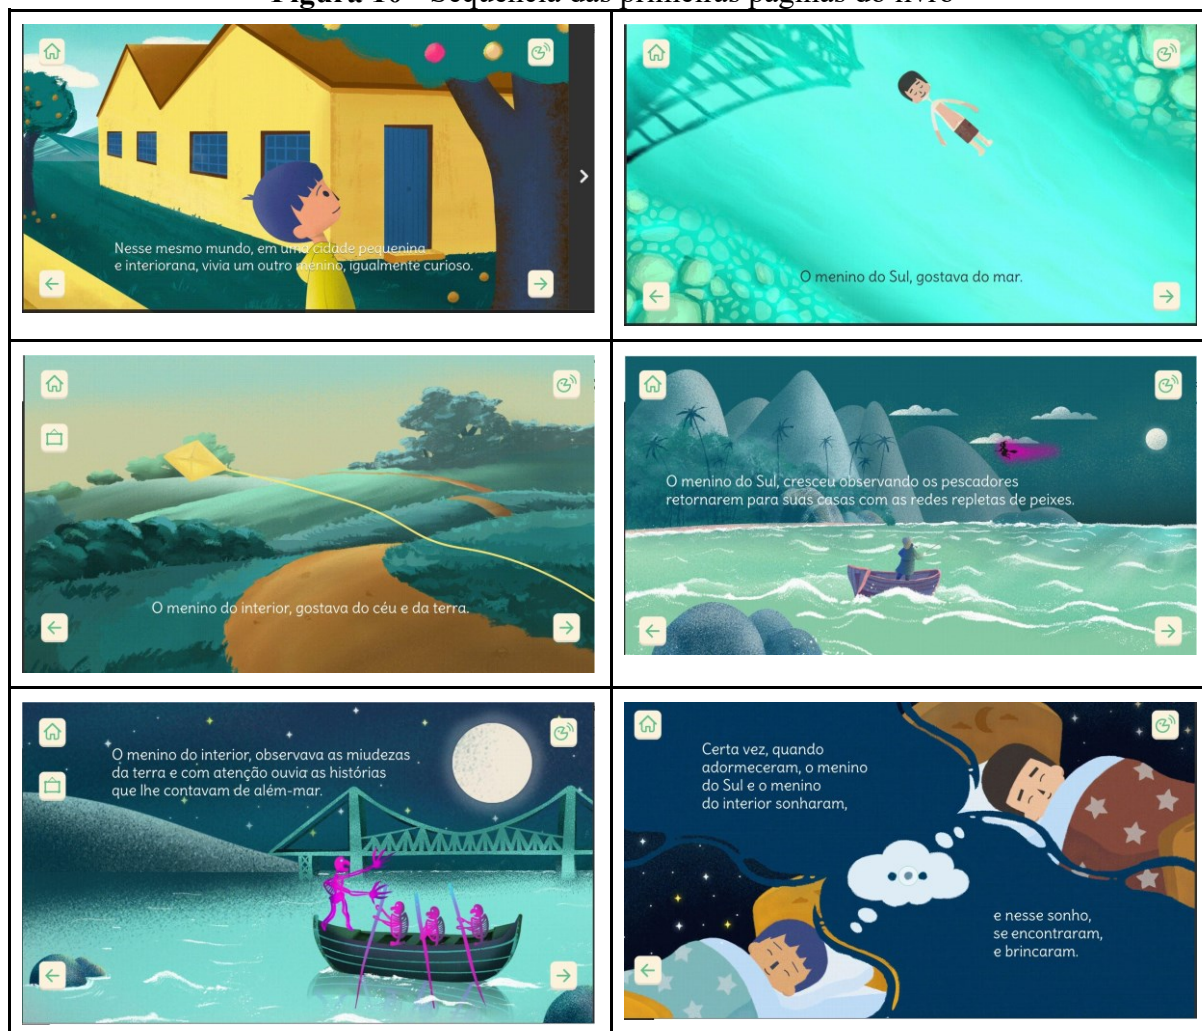 Figura 10 - Sequência das primeiras páginas do livro
Nesse mesmo mundo, em uma cidade pequenina
e interiorana, vivia um outro menino, igualmente curioso.
O menino do Sul, gostava do mar.
O menino do interior, gostava do céu e da terra.
O menino do Sul, cresceu observando os pescadores
retornarem para suas casas com as redes repletas de peixes.
O menino do interior, observava as miudezas
da terra e com atenção ouvia as histórias
que lhe contavam de além-mar.
Certa vez, quando
adormeceram, o menino
do Sul e o menino
do interior sonharam,
e nesse sonho,
se encontraram,
e brincaram.